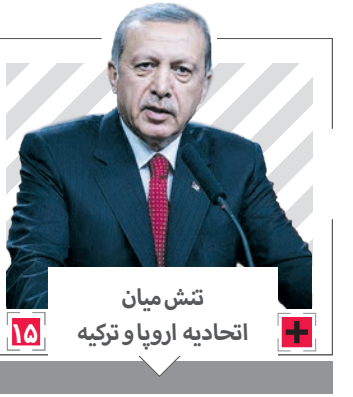 تنش میان
اتحادیه اروپا و ترکیه
۱۵